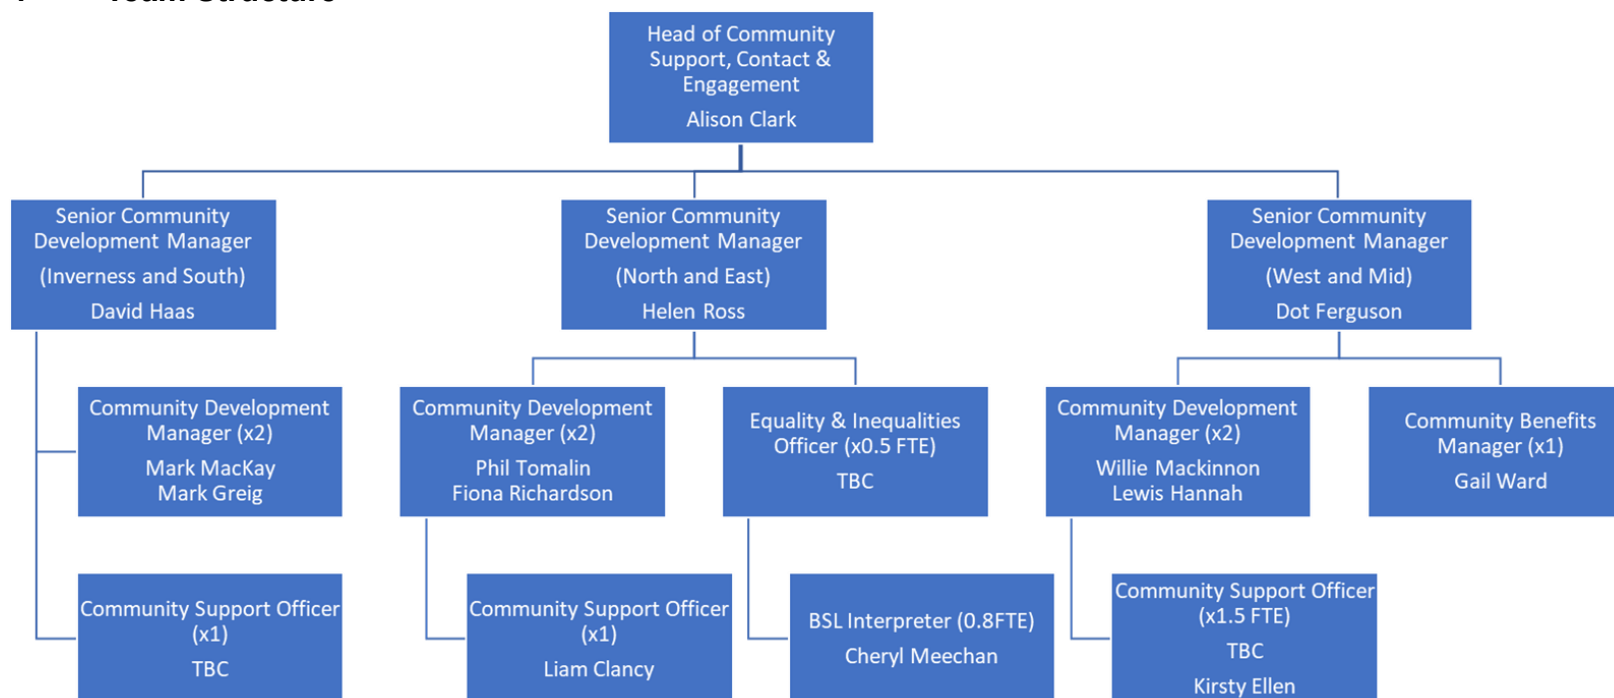 Head of Community
Support, Contact &
Engagement
Alison Clark
Senior Community
Development Manager
(Inverness and South)
David Haas
Senior Community
Development Manager
(North and East)
Helen Ross
Senior Community
Development Manager
(West and Mid)
Dot Ferguson
Community Development
Manager (x2)
Mark MacKay
Mark Greig
Community Development
Manager (x2)
Phil Tomalin
Fiona Richardson
Equality & Inequalities
Officer (x0.5 FTE)
TBC
Community Development
Manager (x2)
Willie Mackinnon
Lewis Hannah
Community Benefits
Manager (x1)
Gail Ward
Community Support Officer
(x1)
TBC
Community Support Officer
(x1)
Liam Clancy
BSL Interpreter (0.8FTE)
Cheryl Meechan
Community Support Officer
(x1.5 FTE)
TBC
Kirsty Ellen